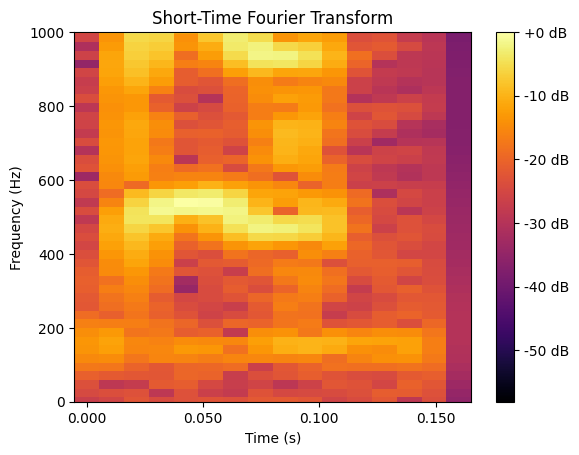 Short-Time Fourier Transform
1000
800
600
400
200
0
Frequency (Hz)
0.000
0.050
0.100
0.150
Time (s)
+0 dB
-10 dB
-20 dB
-30 dB
-40 dB
-50 dB